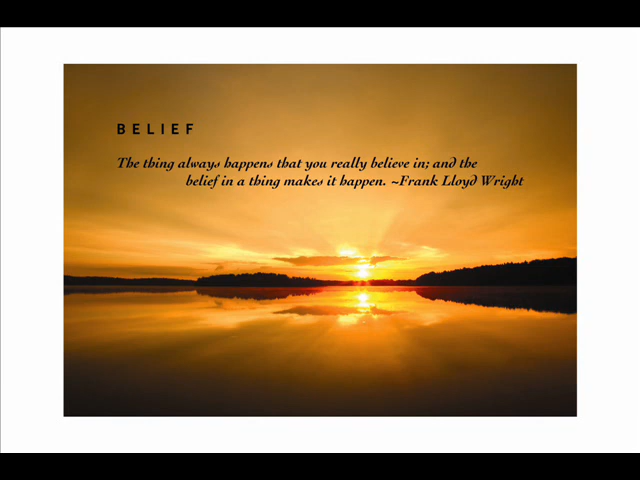 BELIEF
The thing always happens that you really believe in; and the
belief in a thing makes it happen. ~Frank Lloyd Wright